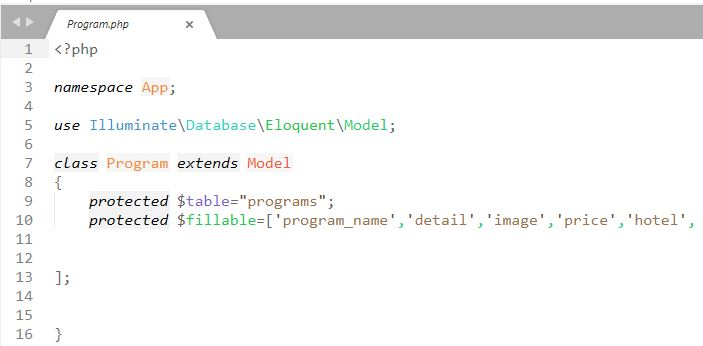 Program.php ×
1 <?php
2
3 namespace App;
4
5 use Illuminate\Database\Eloquent\Model;
6
7 class Program extends Model
8 {
9     protected $table="programs";
10     protected $fillable=['program_name','detail','image','price','hotel',
11
12
13 ];
14
15
16 }